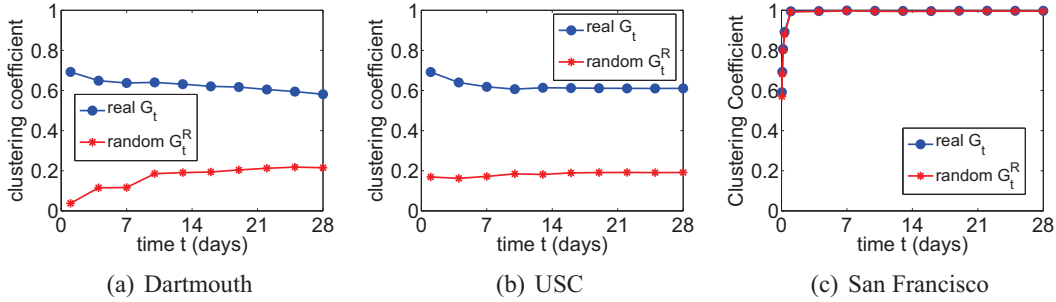 clustering coefficient
1
0.8
0.6
0.4
0.2
0
real G_t
random G_t^R
0 7 14 21 28
time t (days)
(a) Dartmouth
clustering coefficient
1
0.8
0.6
0.4
0.2
0
real G_t
random G_t^R
0 7 14 21 28
time t (days)
(b) USC
Clustering Coefficient
1
0.8
0.6
0.4
0.2
0
real G_t
random G_t^R
0 7 14 21 28
time t (days)
(c) San Francisco